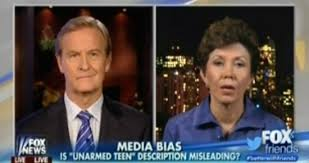 MEDIA BIAS
IS "UNARMED TEEN" DESCRIPTION MISLEADING?
FOX
NEWS
LIVE
LIVE
FOX
friends